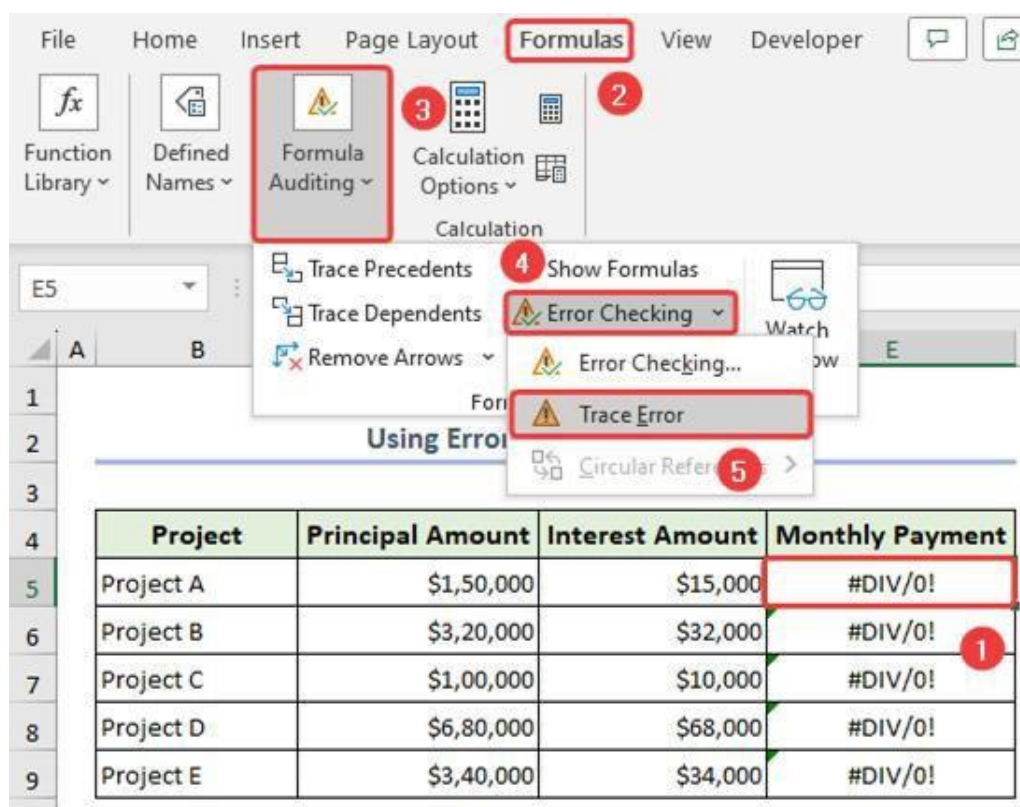 File Home Insert Page Layout Formulas View Developer
2
3
fx
Function Library
Defined Names
Formula Auditing
Calculation Options
Calculation
E5
Trace Precedents
Trace Dependents
Remove Arrows
4
Show Formulas
Error Checking
Watch
Error Checking...
Trace Error
5
Circular
A B E
1
2 Using
3
4 Project Principal Amount Interest Amount Monthly Payment
5 Project A $1,50,000 $15,000 #DIV/0!
1
6 Project B $3,20,000 $32,000 #DIV/0!
7 Project C $1,00,000 $10,000 #DIV/0!
8 Project D $6,80,000 $68,000 #DIV/0!
9 Project E $3,40,000 $34,000 #DIV/0!